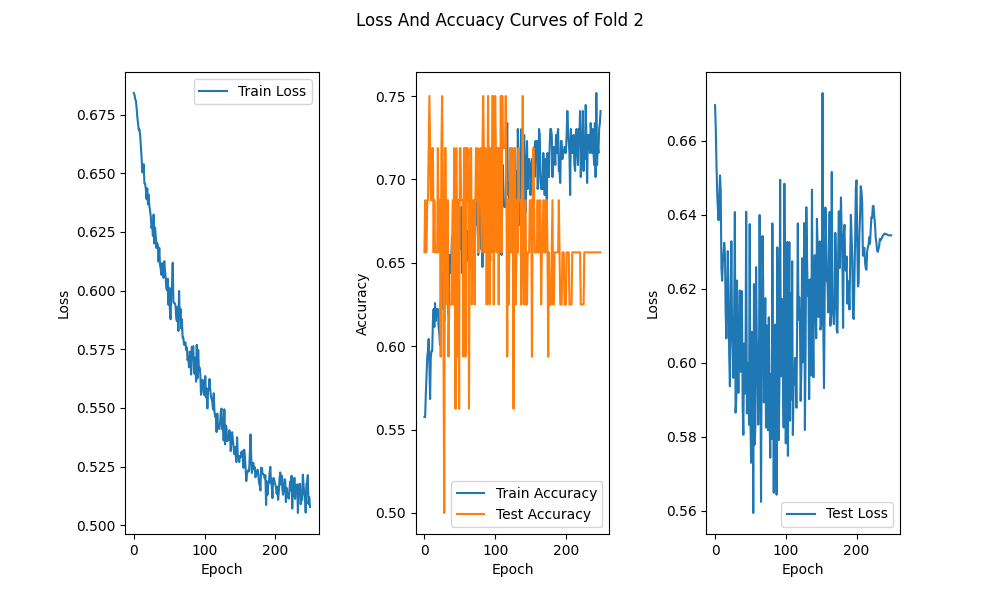 Loss And Accuacy Curves of Fold 2
Train Loss
0.675
0.650
0.625
0.600
0.575
0.550
0.525
0.500
Loss
0
100
200
Epoch
0.75
0.70
0.65
0.60
0.55
0.50
Accuracy
Train Accuracy
Test Accuracy
0
100
200
Epoch
0.66
0.64
0.62
0.60
0.58
0.56
Loss
Test Loss
0
100
200
Epoch